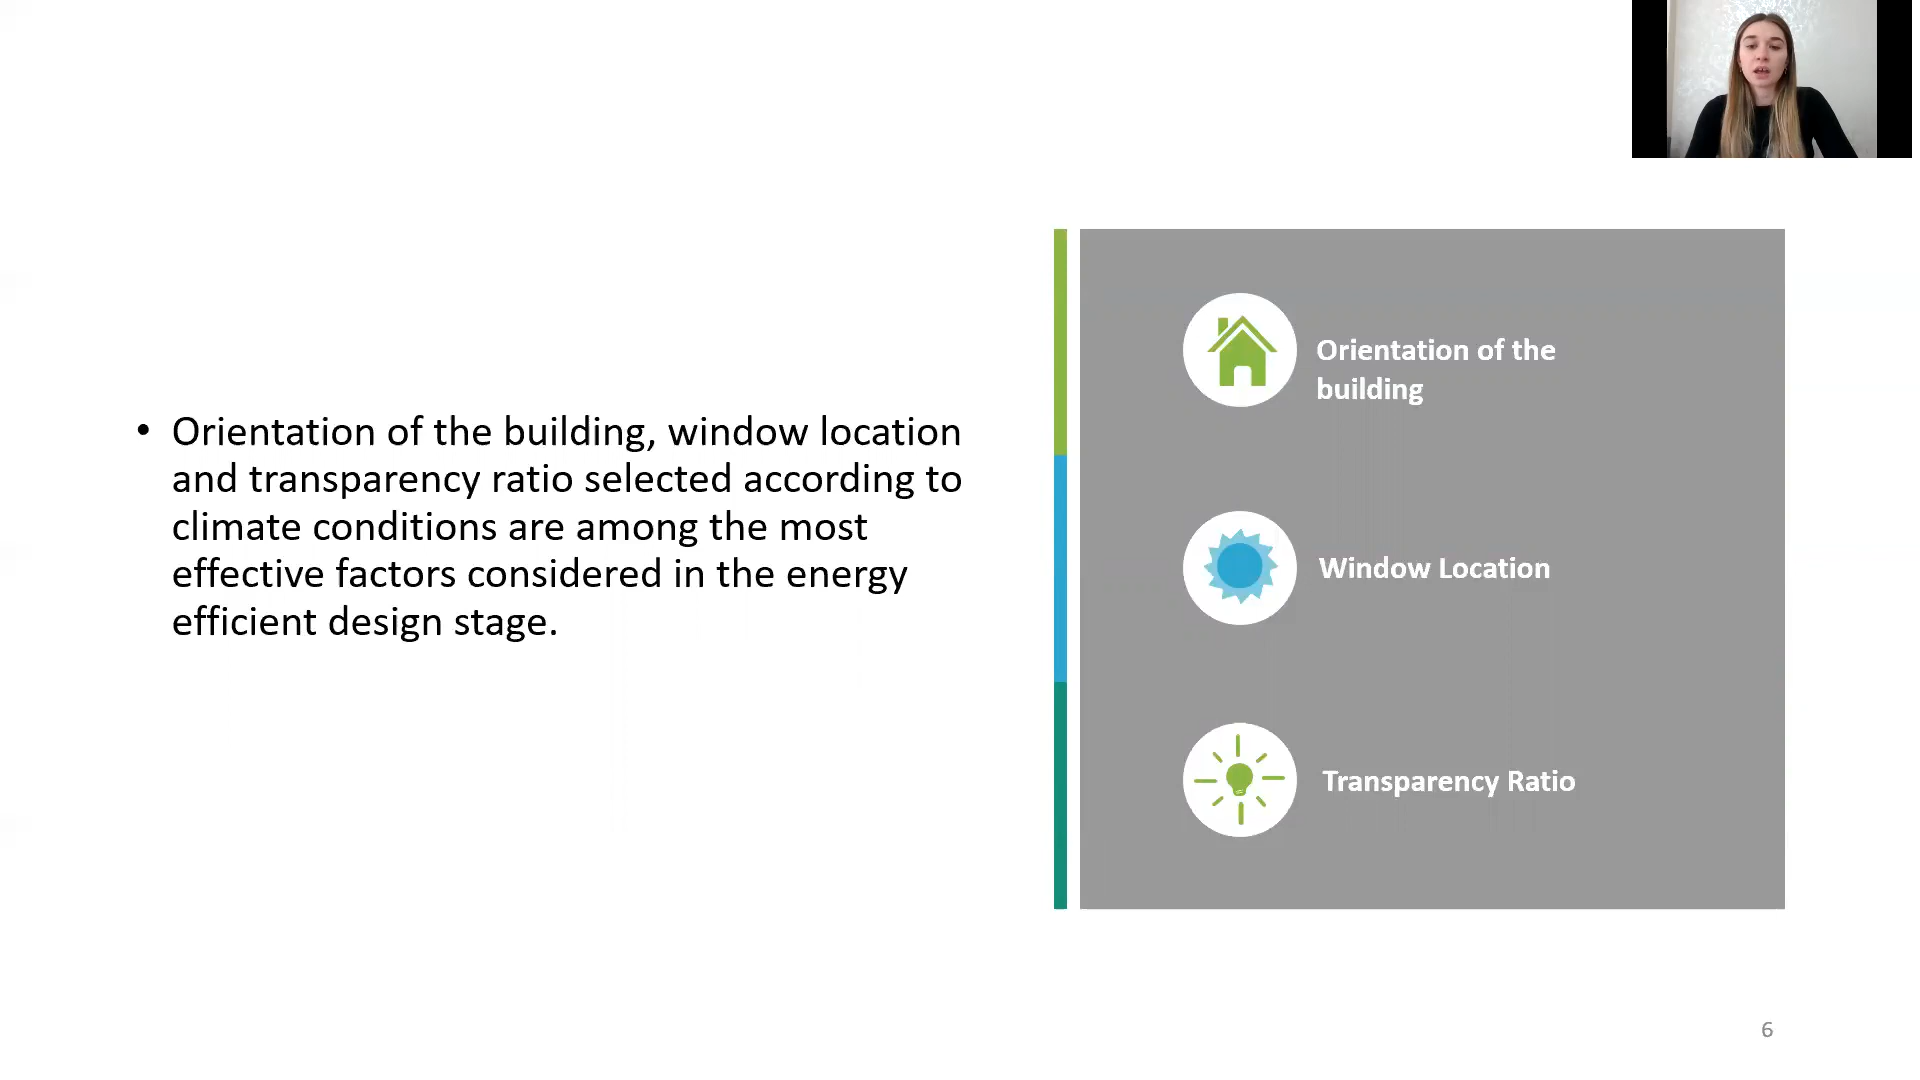 • Orientation of the building, window location
and transparency ratio selected according to
climate conditions are among the most
effective factors considered in the energy
efficient design stage.
Orientation of the
building
Window Location
Transparency Ratio
6